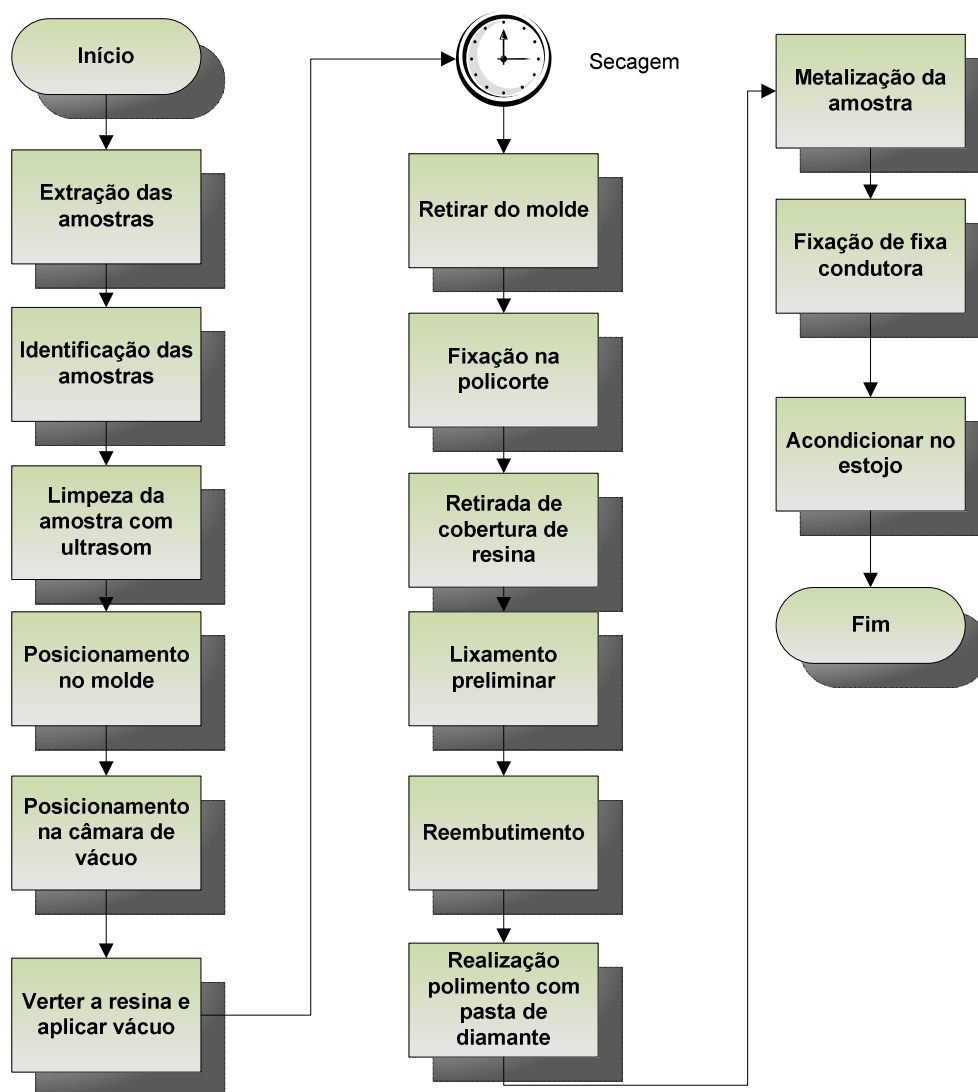 Início
Extração das
amostras
Identificação das
amostras
Limpeza da
amostra com
ultrasom
Posicionamento
no molde
Posicionamento
na câmara de
vácuo
Verter a resina e
aplicar vácuo
Secagem
Retirar do molde
Fixação na
policorte
Retirada de
cobertura de
resina
Lixamento
preliminar
Reembutimento
Realização
polimento com
pasta de
diamante
Metalização da
amostra
Fixação de fixa
condutora
Acondicionar no
estojo
Fim